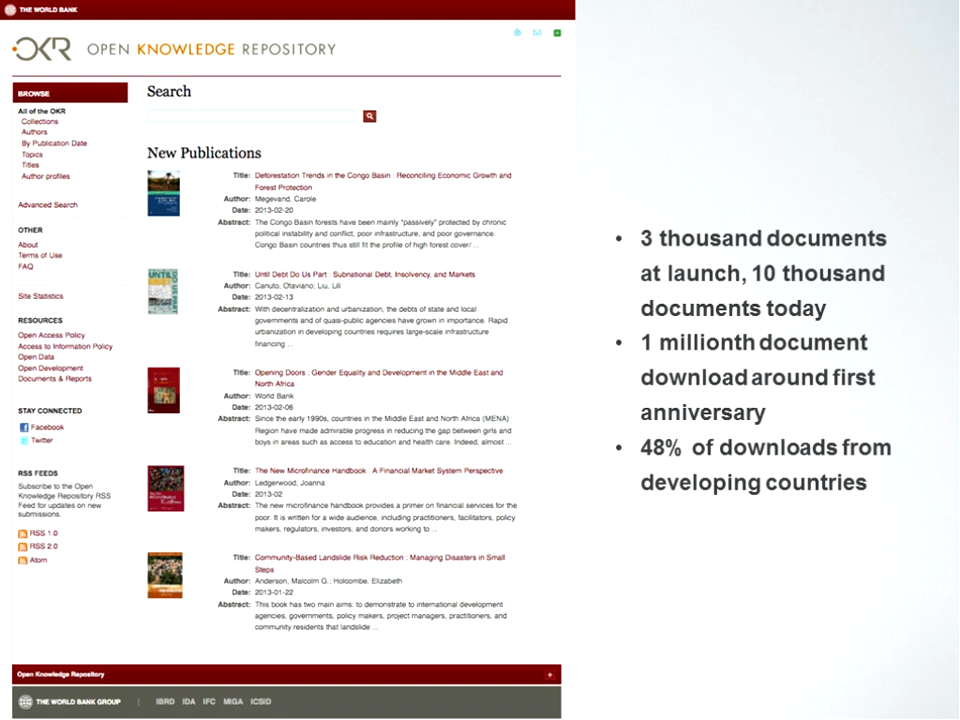 THE WORLD BANK
OKR OPEN KNOWLEDGE REPOSITORY
BROWSE
All of the OKR
Collections
Authors
By Publication Date
Topics
Titles
Author profiles
Advanced Search
OTHER
About
Terms of Use
FAQ
Site Statistics
RESOURCES
Open Access Policy
Access to Information Policy
Open Data
Open Development
Documents & Reports
STAY CONNECTED
Facebook
Twitter
RSS FEEDS
Subscribe to the Open
Knowledge Repository RSS
Feed for updates on new
submissions.
RSS 1.0
RSS 2.0
Atom
Search
New Publications
Title: Deforestation Trends in the Congo Basin : Reconciling Economic Growth and
Forest Protection
Author: Megevand, Carole
Date: 2013-02-20
Abstract: The Congo Basin forests have been mainly "passively" protected by chronic
political instability and conflict, poor infrastructure, and poor governance.
Congo Basin countries thus still fit the profile of high forest cover/ ...
UNTIL
DO
US
Title: Until Debt Do Us Part : Subnational Debt, Insolvency, and Markets
Author: Canuto, Otaviano; Liu, Lili
Date: 2013-02-13
Abstract: With decentralization and urbanization, the debts of state and local
governments and of quasi-public agencies have grown in importance. Rapid
urbanization in developing countries requires large-scale infrastructure
financing ...
Title: Opening Doors : Gender Equality and Development in the Middle East and
North Africa
Author: World Bank
Date: 2013-02-06
Abstract: Since the early 1990s, countries in the Middle East and North Africa (MENA)
Region have made admirable progress in reducing the gap between girls and
boys in areas such as access to education and health care. Indeed, almost ...
Title: The New Microfinance Handbook : A Financial Market System Perspective
Author: Ledgerwood, Joanna
Date: 2013-02
Abstract: The new microfinance handbook provides a primer on financial services for the
poor. It is written for a wide audience, including practitioners, facilitators, policy
makers, regulators, investors, and donors working to ...
Title: Community-Based Landslide Risk Reduction : Managing Disasters in Small
Steps
Author: Anderson, Malcolm G.; Holcombe, Elizabeth
Date: 2013-01-22
Abstract: This book has two main aims: to demonstrate to international development
agencies, governments, policy makers, project managers, practitioners, and
community residents that landslide ...
Open Knowledge Repository
THE WORLD BANK GROUP | IBRD IDA IFC MIGA ICSID
• 3 thousand documents
at launch, 10 thousand
documents today
• 1 millionth document
download around first
anniversary
• 48% of downloads from
developing countries